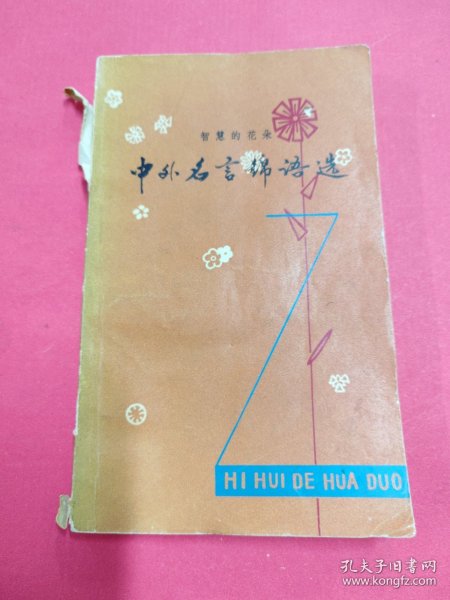 智慧的花朵
中外名言锦语选
HI HUI DE HUA DUO
孔夫子旧书网
www.kongfz.com